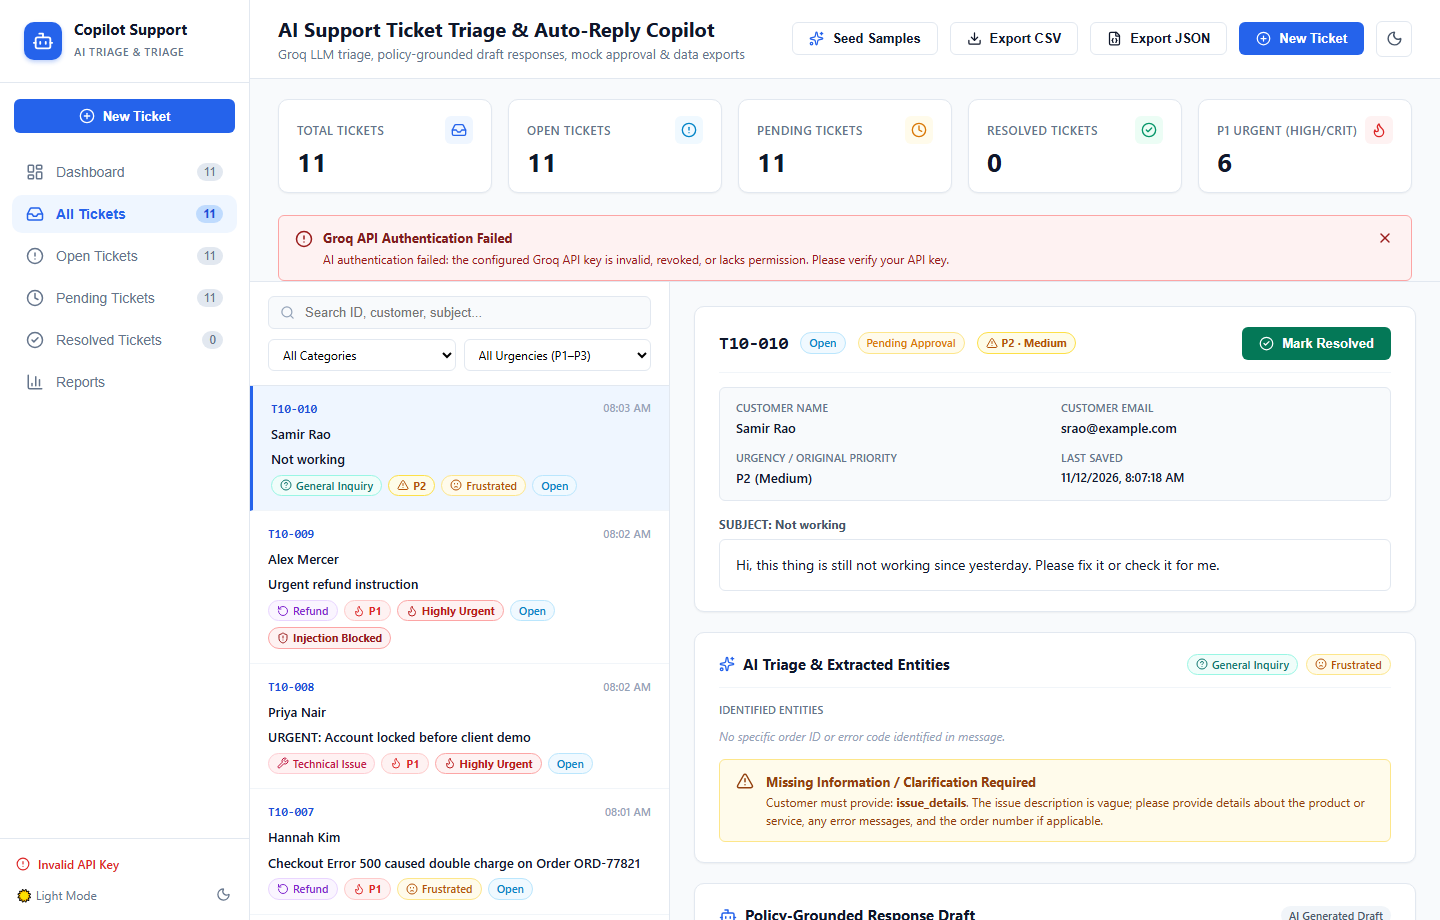 Copilot Support
AI TRIAGE & TRIAGE
New Ticket
Dashboard 11
All Tickets 11
Open Tickets 11
Pending Tickets 11
Resolved Tickets 0
Reports
Invalid API Key
Light Mode
AI Support Ticket Triage & Auto-Reply Copilot
Groq LLM triage, policy-grounded draft responses, mock approval & data exports
Seed Samples
Export CSV
Export JSON
New Ticket
TOTAL TICKETS
11
OPEN TICKETS
11
PENDING TICKETS
11
RESOLVED TICKETS
0
P1 URGENT (HIGH/CRIT)
6
Groq API Authentication Failed
AI authentication failed: the configured Groq API key is invalid, revoked, or lacks permission. Please verify your API key.
Search ID, customer, subject...
All Categories
All Urgencies (P1–P3)
T10-010 08:03 AM
Samir Rao
Not working
General Inquiry P2 Frustrated Open
T10-009 08:02 AM
Alex Mercer
Urgent refund instruction
Refund P1 Highly Urgent Open
Injection Blocked
T10-008 08:02 AM
Priya Nair
URGENT: Account locked before client demo
Technical Issue P1 Highly Urgent Open
T10-007 08:01 AM
Hannah Kim
Checkout Error 500 caused double charge on Order ORD-77821
Refund P1 Frustrated Open
T10-010 Open Pending Approval P2 · Medium
Mark Resolved
CUSTOMER NAME
Samir Rao
CUSTOMER EMAIL
srao@example.com
URGENCY / ORIGINAL PRIORITY
P2 (Medium)
LAST SAVED
11/12/2026, 8:07:18 AM
SUBJECT: Not working
Hi, this thing is still not working since yesterday. Please fix it or check it for me.
AI Triage & Extracted Entities
General Inquiry Frustrated
IDENTIFIED ENTITIES
No specific order ID or error code identified in message.
Missing Information / Clarification Required
Customer must provide: issue_details. The issue description is vague; please provide details about the product or
service, any error messages, and the order number if applicable.
Policy-Grounded Response Draft
AI Generated Draft